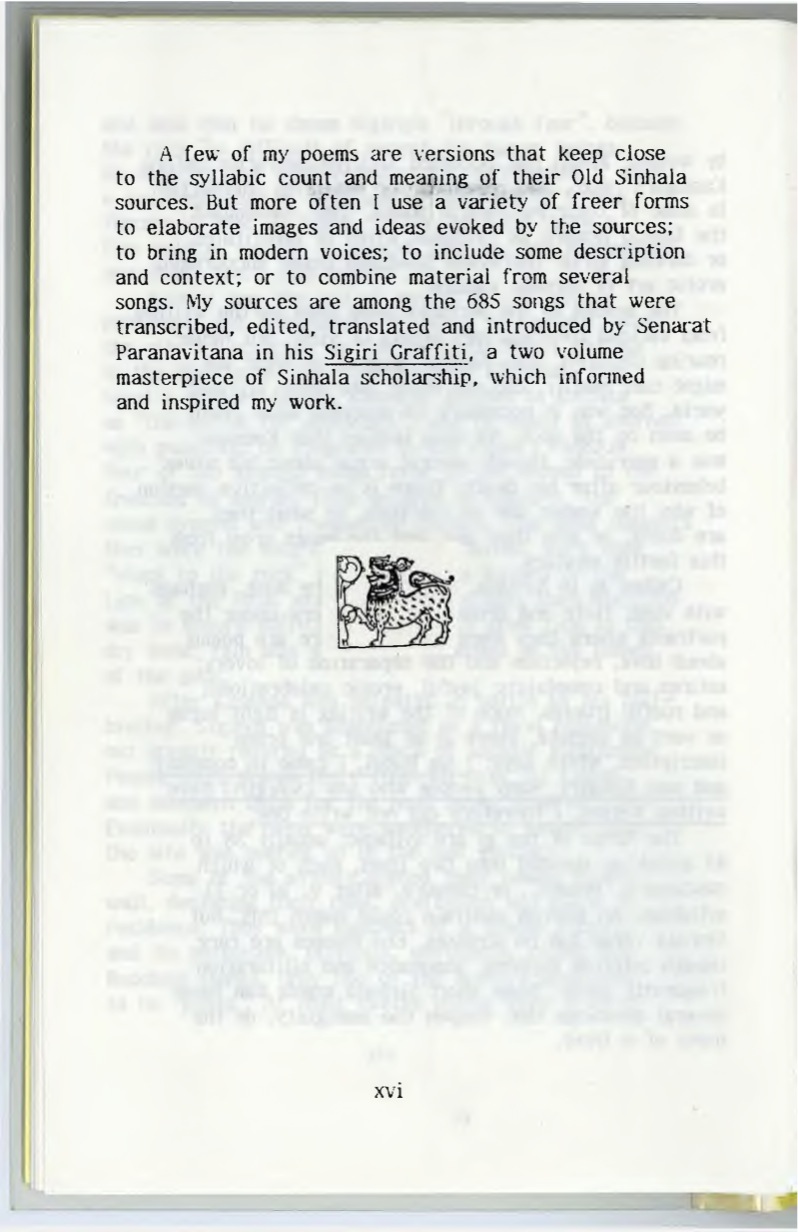 A few of my poems are versions that keep close
to the syllabic count and meaning of their Old Sinhala
sources. But more often I use a variety of freer forms
to elaborate images and ideas evoked by the sources;
to bring in modern voices; to include some description
and context; or to combine material from several
songs. My sources are among the 685 songs that were
transcribed, edited, translated and introduced by Senarat
Paranavitana in his Sigiri Graffiti, a two volume
masterpiece of Sinhala scholarship, which informed
and inspired my work.
xvi